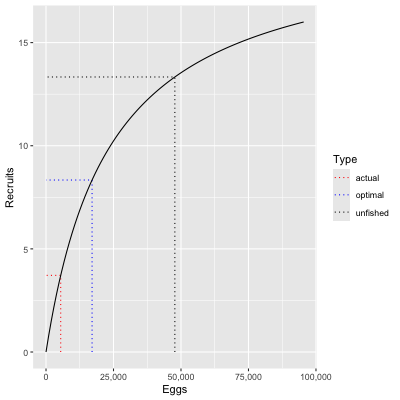 15
10
5
0
Recruits
0
25,000
50,000
75,000
100,000
Eggs
Type
actual
optimal
unfished